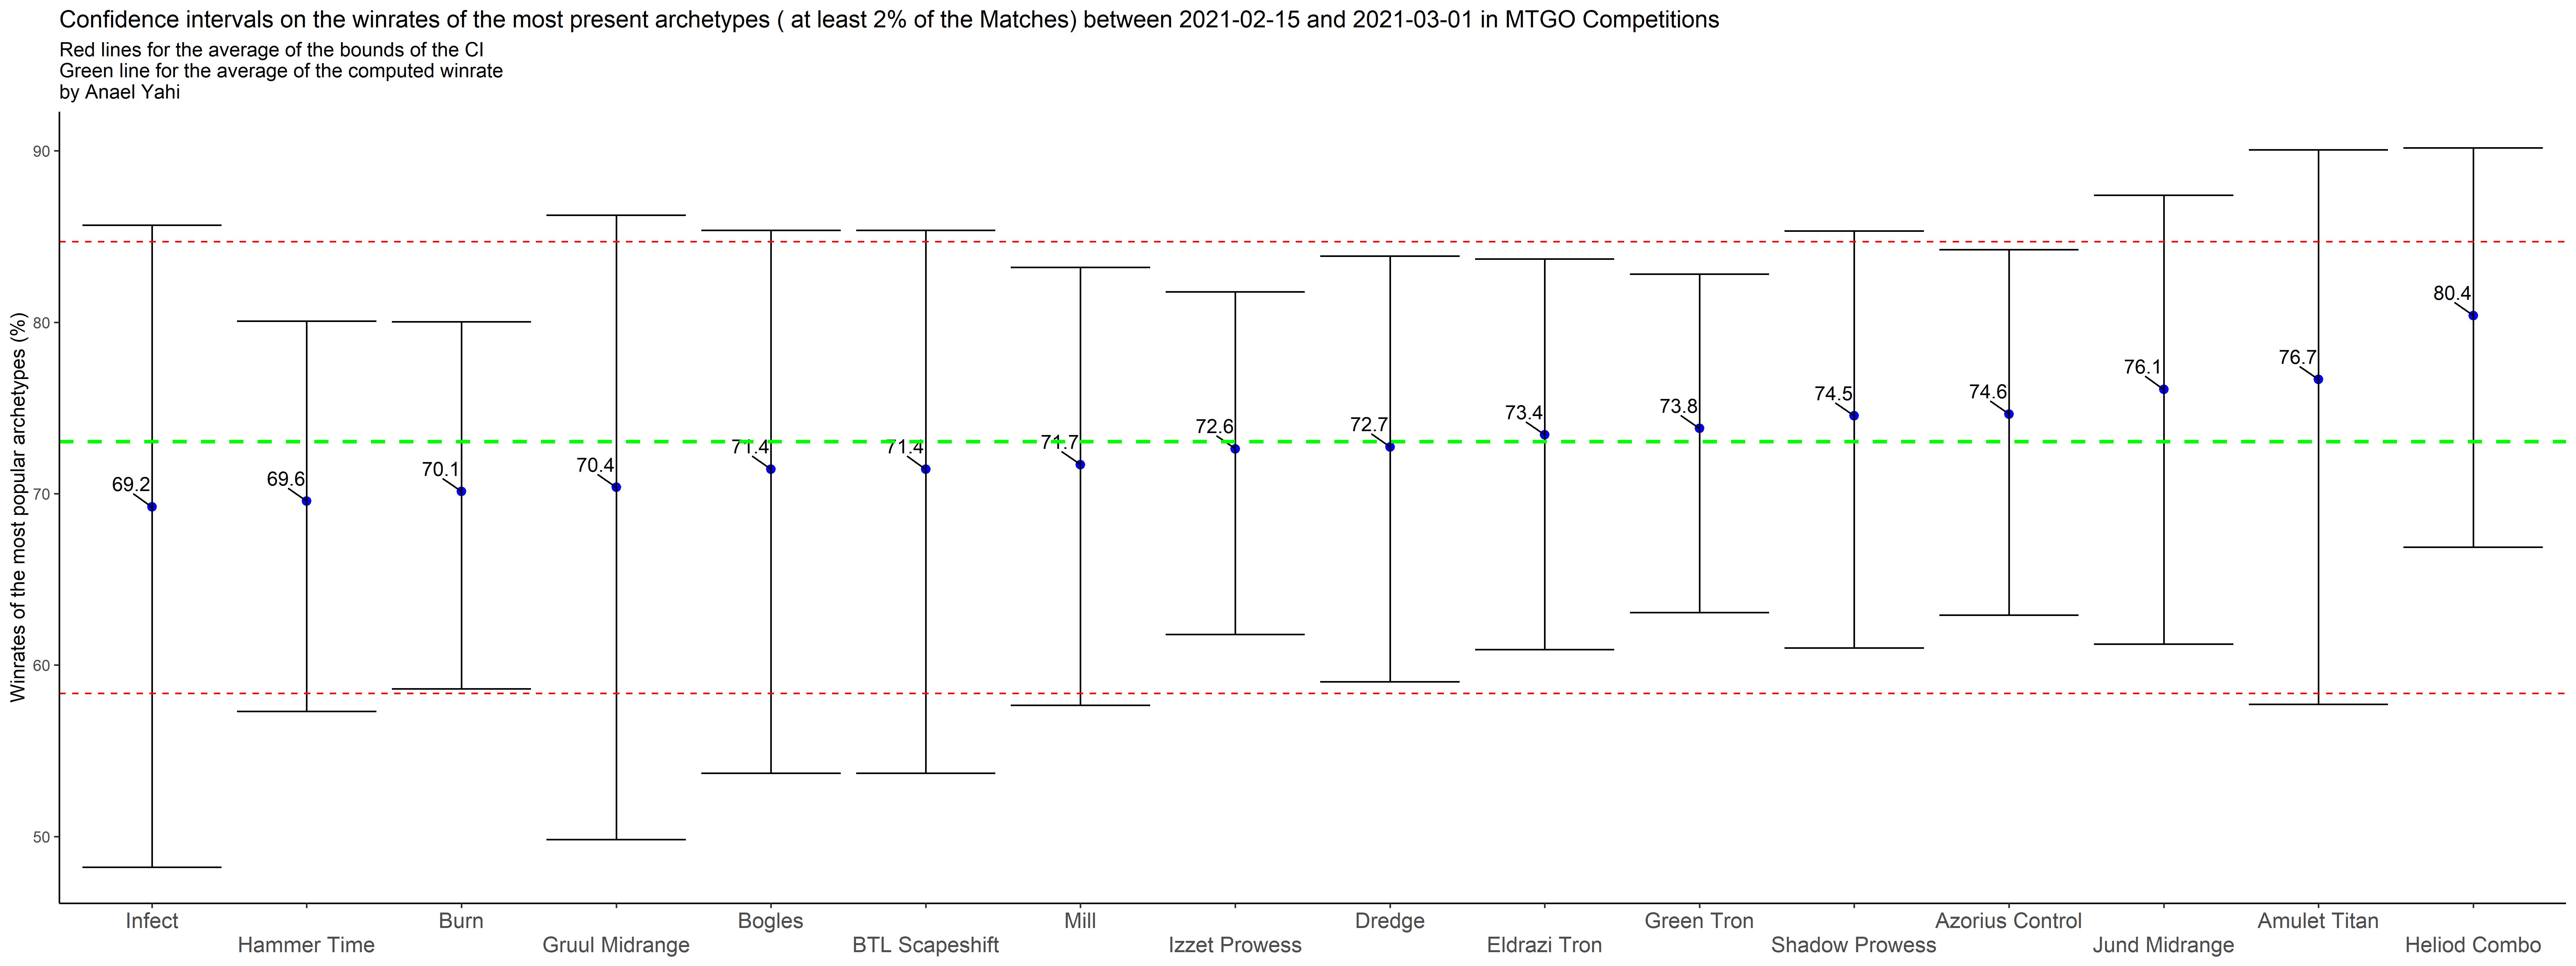 Confidence intervals on the winrates of the most present archetypes ( at least 2% of the Matches) between 2021-02-15 and 2021-03-01 in MTGO Competitions
Red lines for the average of the bounds of the CI
Green line for the average of the computed winrate
by Anael Yahi
Winrates of the most popular archetypes (%)
90
80
70
60
50
69.2
69.6
70.1
70.4
71.4
71.4
71.7
72.6
72.7
73.4
73.8
74.5
74.6
76.1
76.7
80.4
Infect
Hammer Time
Burn
Gruul Midrange
Bogles
BTL Scapeshift
Mill
Izzet Prowess
Dredge
Eldrazi Tron
Green Tron
Shadow Prowess
Azorius Control
Jund Midrange
Amulet Titan
Heliod Combo